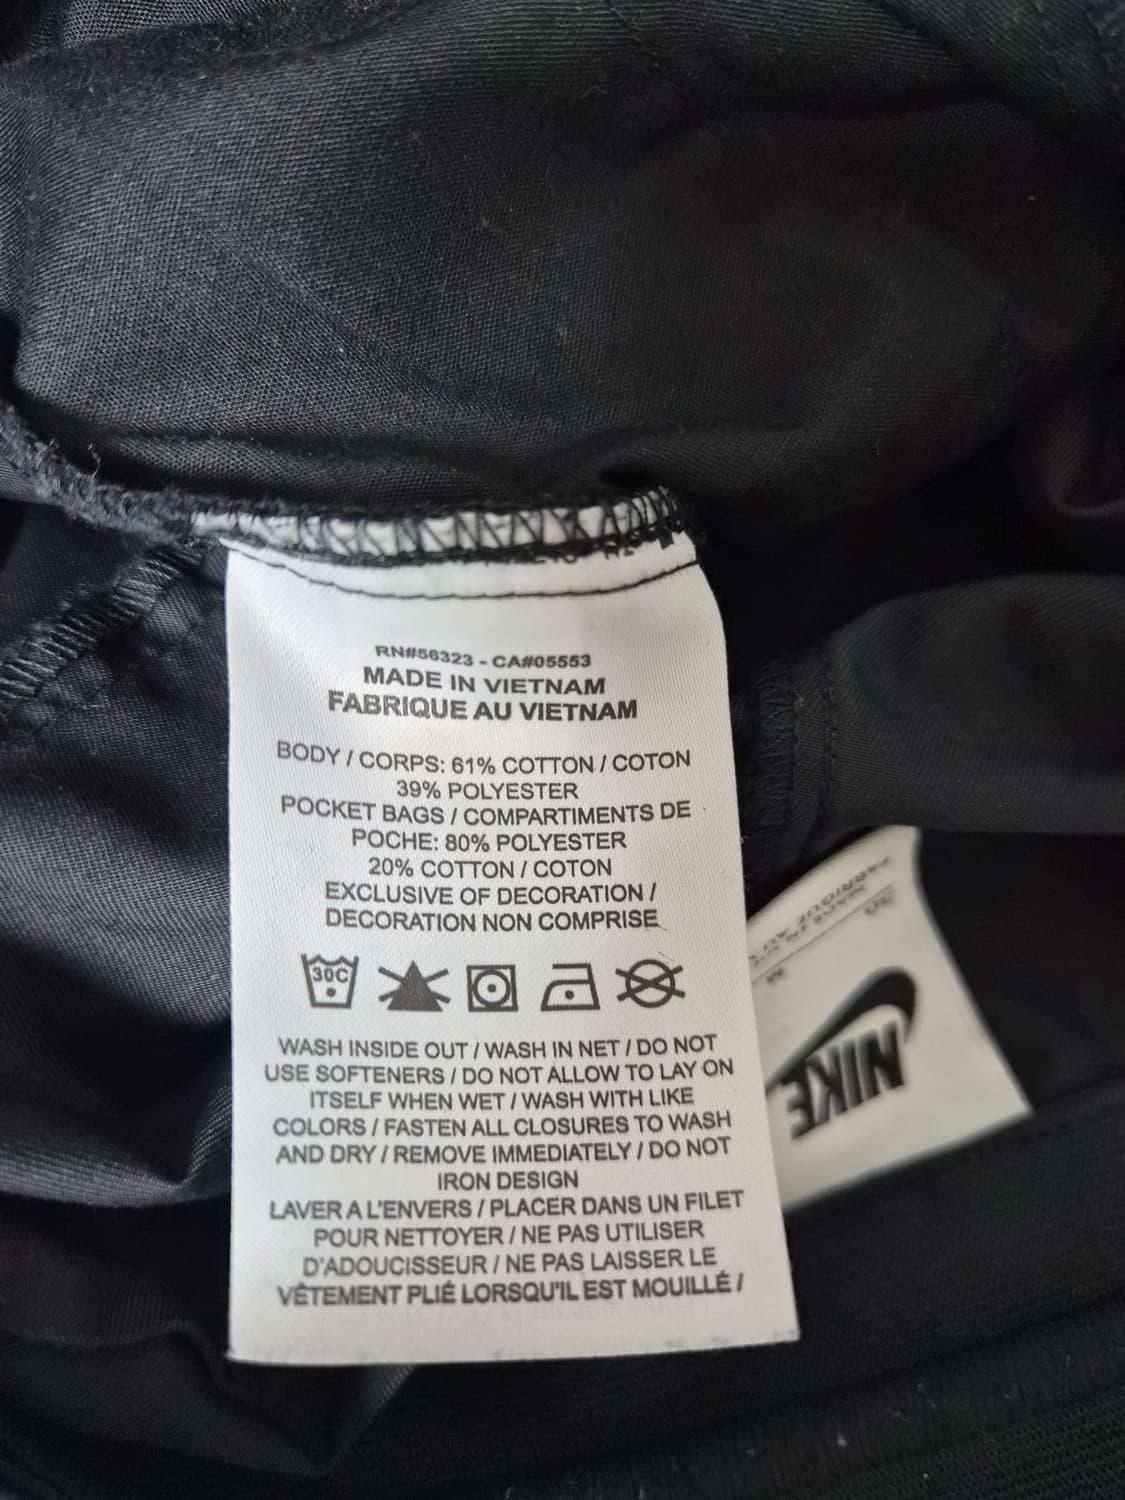 RN#56323 - CA#05553
MADE IN VIETNAM
FABRIQUE AU VIETNAM
BODY / CORPS: 61% COTTON / COTON
39% POLYESTER
POCKET BAGS / COMPARTIMENTS DE
POCHE: 80% POLYESTER
20% COTTON / COTON
EXCLUSIVE OF DECORATION /
DECORATION NON COMPRISE
30C
WASH INSIDE OUT / WASH IN NET / DO NOT
USE SOFTENERS / DO NOT ALLOW TO LAY ON
ITSELF WHEN WET / WASH WITH LIKE
COLORS / FASTEN ALL CLOSURES TO WASH
AND DRY / REMOVE IMMEDIATELY / DO NOT
IRON DESIGN
LAVER A L'ENVERS / PLACER DANS UN FILET
POUR NETTOYER / NE PAS UTILISER
D'ADOUCISSEUR / NE PAS LAISSER LE
VÊTEMENT PLIÉ LORSQU'IL EST MOUILLÉ /
MADE IN
FABRIQUE AU
NIKE